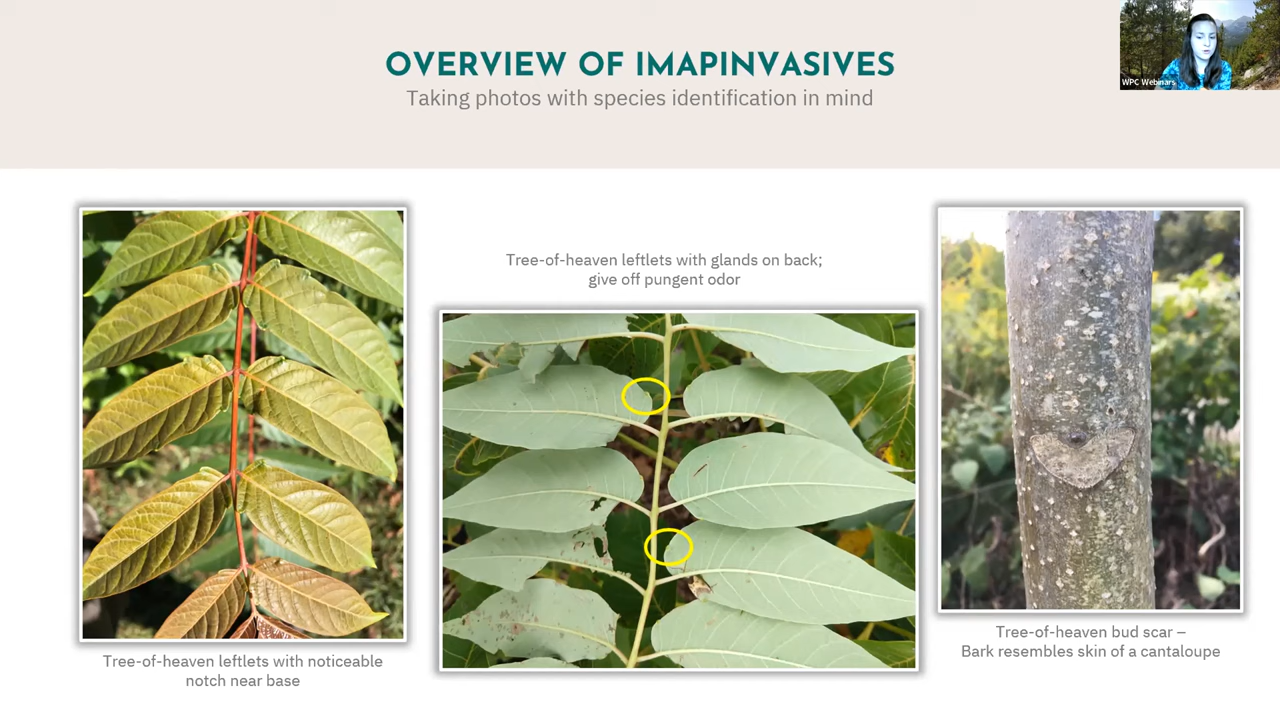 OVERVIEW OF IMAPINVASIVES
Taking photos with species identification in mind
WPC Webinars
Tree-of-heaven leftlets with glands on back;
give off pungent odor
Tree-of-heaven leftlets with noticeable
notch near base
Tree-of-heaven bud scar –
Bark resembles skin of a cantaloupe